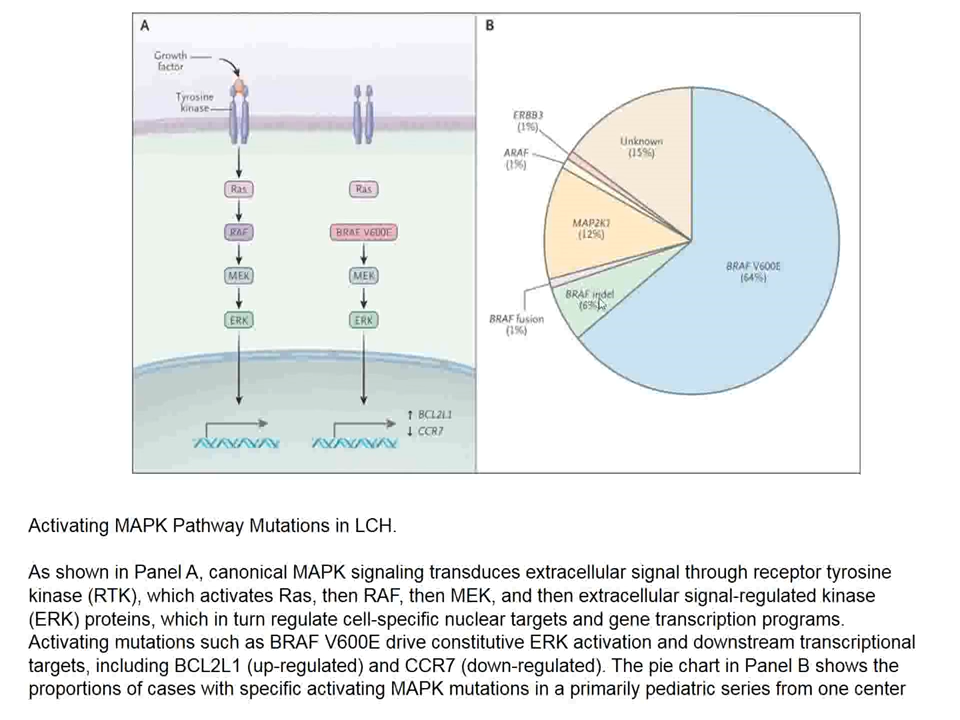 A
Growth
factor
Tyrosine
kinase
Ras
RAF
MEK
ERK
Ras
BRAF V600E
MEK
ERK
↑ BCL2L1
↓ CCR7
B
ERBB3
(1%)
ARAF
(1%)
Unknown
(15%)
MAP2K1
(12%)
BRAF V600E
(64%)
BRAF indel
(6%)
BRAF fusion
(1%)
Activating MAPK Pathway Mutations in LCH.
As shown in Panel A, canonical MAPK signaling transduces extracellular signal through receptor tyrosine
kinase (RTK), which activates Ras, then RAF, then MEK, and then extracellular signal-regulated kinase
(ERK) proteins, which in turn regulate cell-specific nuclear targets and gene transcription programs.
Activating mutations such as BRAF V600E drive constitutive ERK activation and downstream transcriptional
targets, including BCL2L1 (up-regulated) and CCR7 (down-regulated). The pie chart in Panel B shows the
proportions of cases with specific activating MAPK mutations in a primarily pediatric series from one center